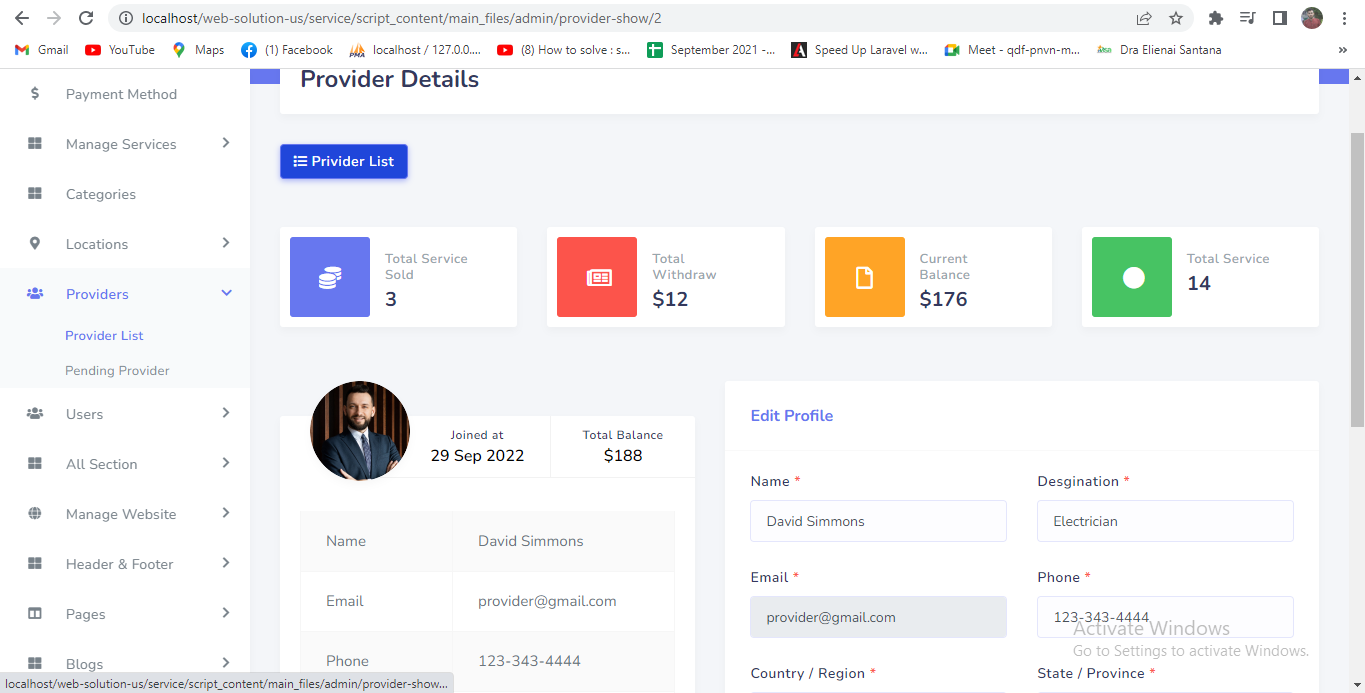 localhost/web-solution-us/service/script_content/main_files/admin/provider-show/2
Gmail
YouTube
Maps
(1) Facebook
localhost / 127.0.0....
(8) How to solve : s...
September 2021 -...
Speed Up Laravel w...
Meet - qdf-pnvn-m...
Dra Elienai Santana
»
Payment Method
Manage Services
Categories
Locations
Providers
Provider List
Pending Provider
Users
All Section
Manage Website
Header & Footer
Pages
Blogs
localhost/web-solution-us/service/script_content/main_files/admin/provider-show...
Provider Details
Privider List
Total Service
Sold
3
Total
Withdraw
$12
Current
Balance
$176
Total Service
14
Joined at
29 Sep 2022
Total Balance
$188
Name David Simmons
Email provider@gmail.com
Phone 123-343-4444
Edit Profile
Name *
David Simmons
Desgination *
Electrician
Email *
provider@gmail.com
Phone *
123-343-4444
Country / Region *
State / Province *
Activate Windows
Go to Settings to activate Windows.